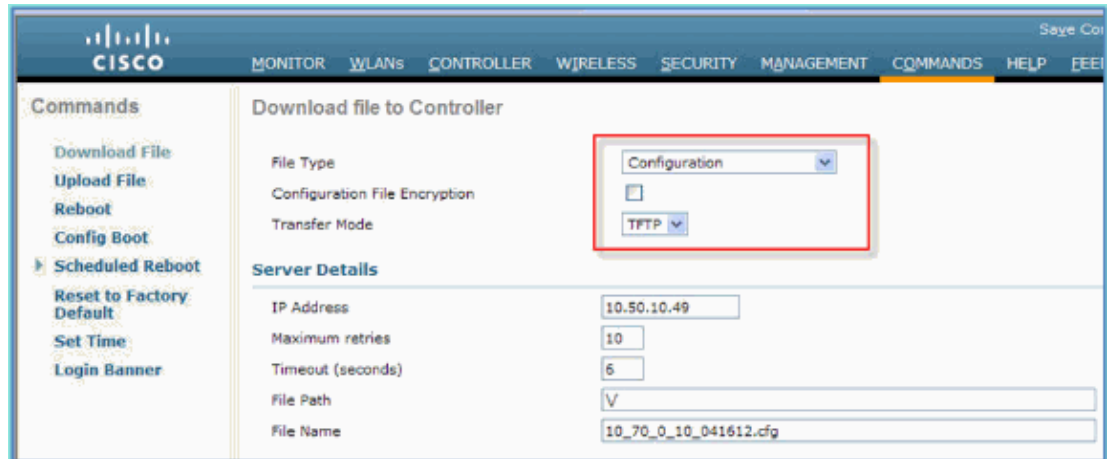 Save Co
CISCO
MONITOR WLANs CONTROLLER WIRELESS SECURITY MANAGEMENT COMMANDS HELP FEE
Commands
Download File
Upload File
Reboot
Config Boot
Scheduled Reboot
Reset to Factory
Default
Set Time
Login Banner
Download file to Controller
File Type Configuration
Configuration File Encryption
Transfer Mode TFTP
Server Details
IP Address 10.50.10.49
Maximum retries 10
Timeout (seconds) 6
File Path \/
File Name 10_70_0_10_041612.cfg